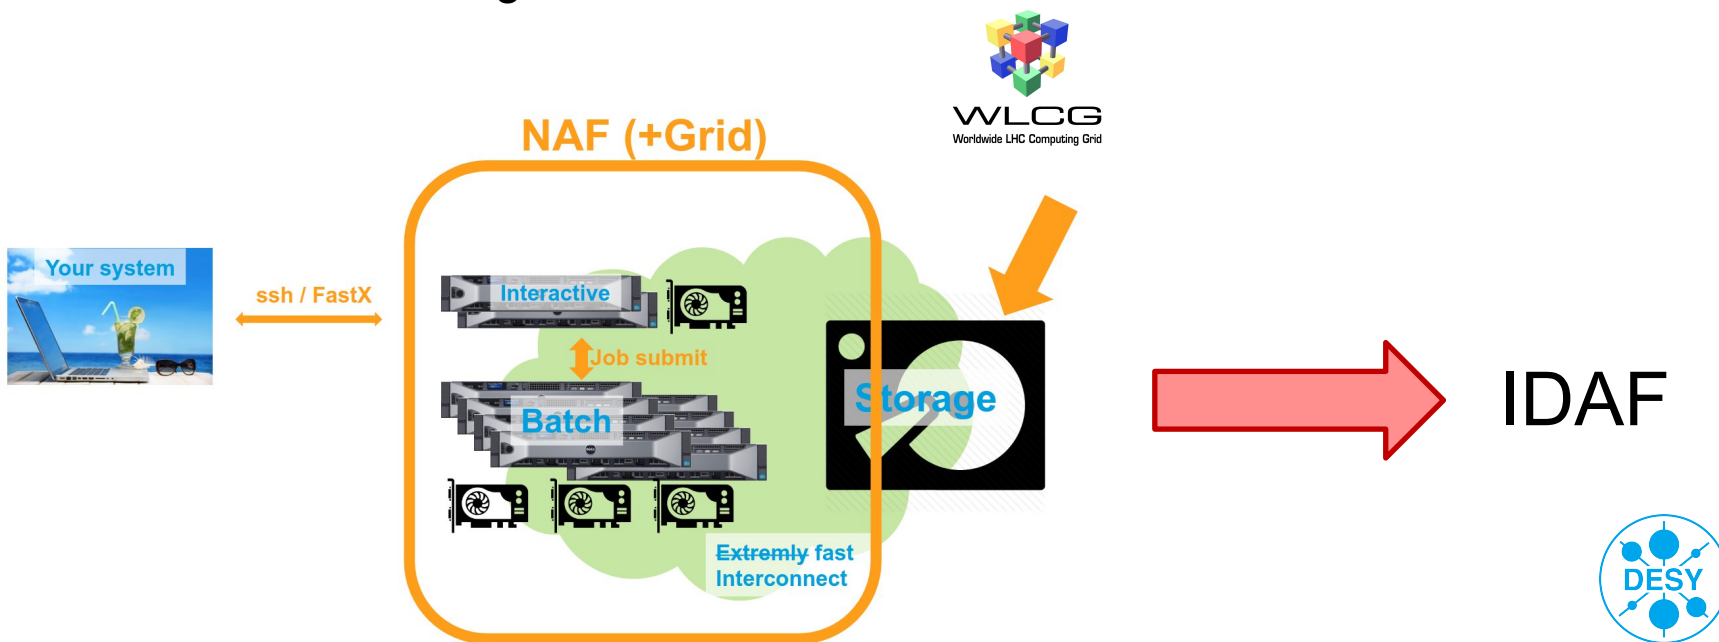 WLCG
Worldwide LHC Computing Grid
NAF (+Grid)
Your system
ssh / FastX
Interactive
Job submit
Batch
Storage
IDAF
Extremly fast
Interconnect
DESY